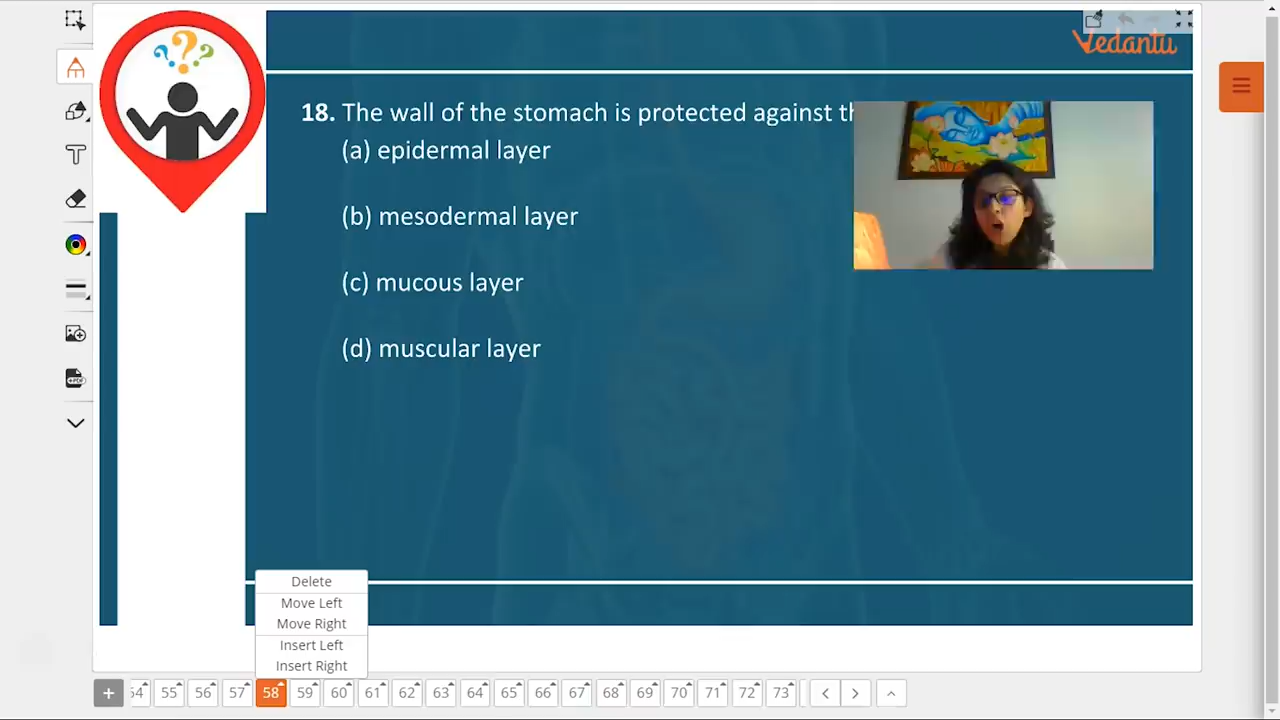 Vedantu
18. The wall of the stomach is protected against
(a) epidermal layer
(b) mesodermal layer
(c) mucous layer
(d) muscular layer
Delete
Move Left
Move Right
Insert Left
Insert Right
+ 54 55 56 57 58 59 60 61 62 63 64 65 66 67 68 69 70 71 72 73